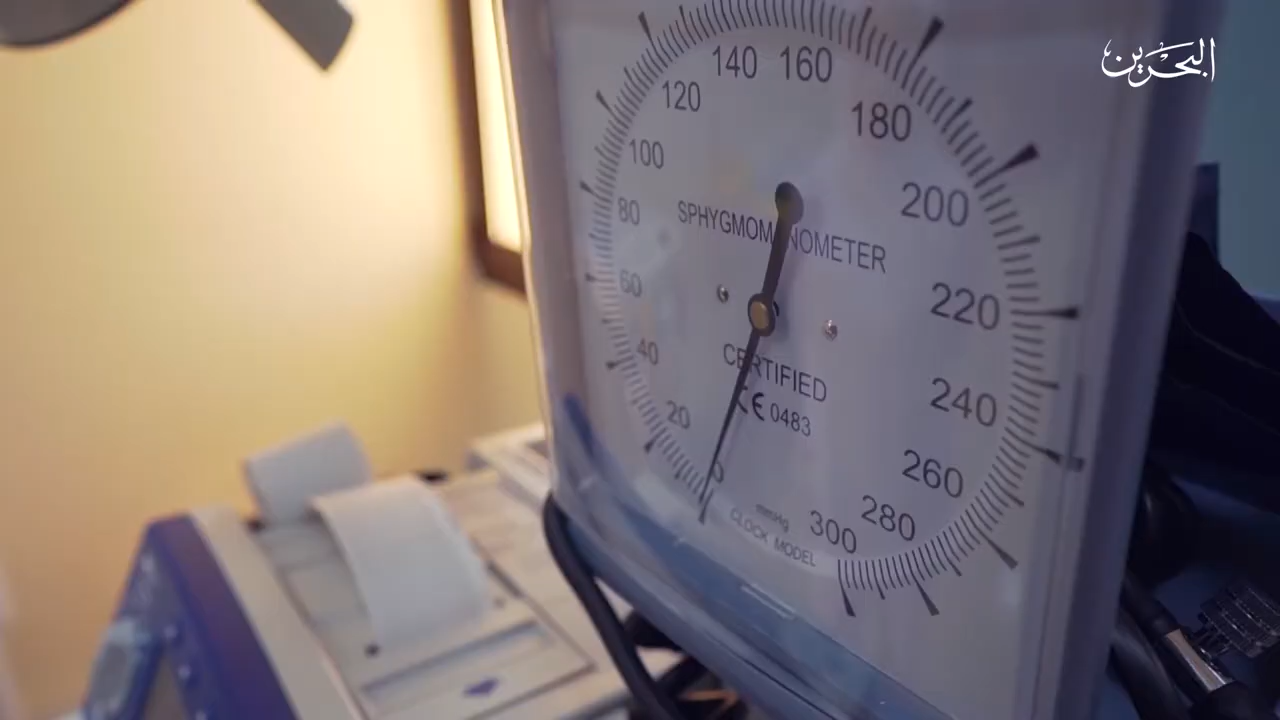 البحرين
140 160
120
180
100
200
80
SPHYGMOMANOMETER
60
220
40
CERTIFIED
240
20
CE 0483
0
260
280
mmHg
300
CLOCK MODEL